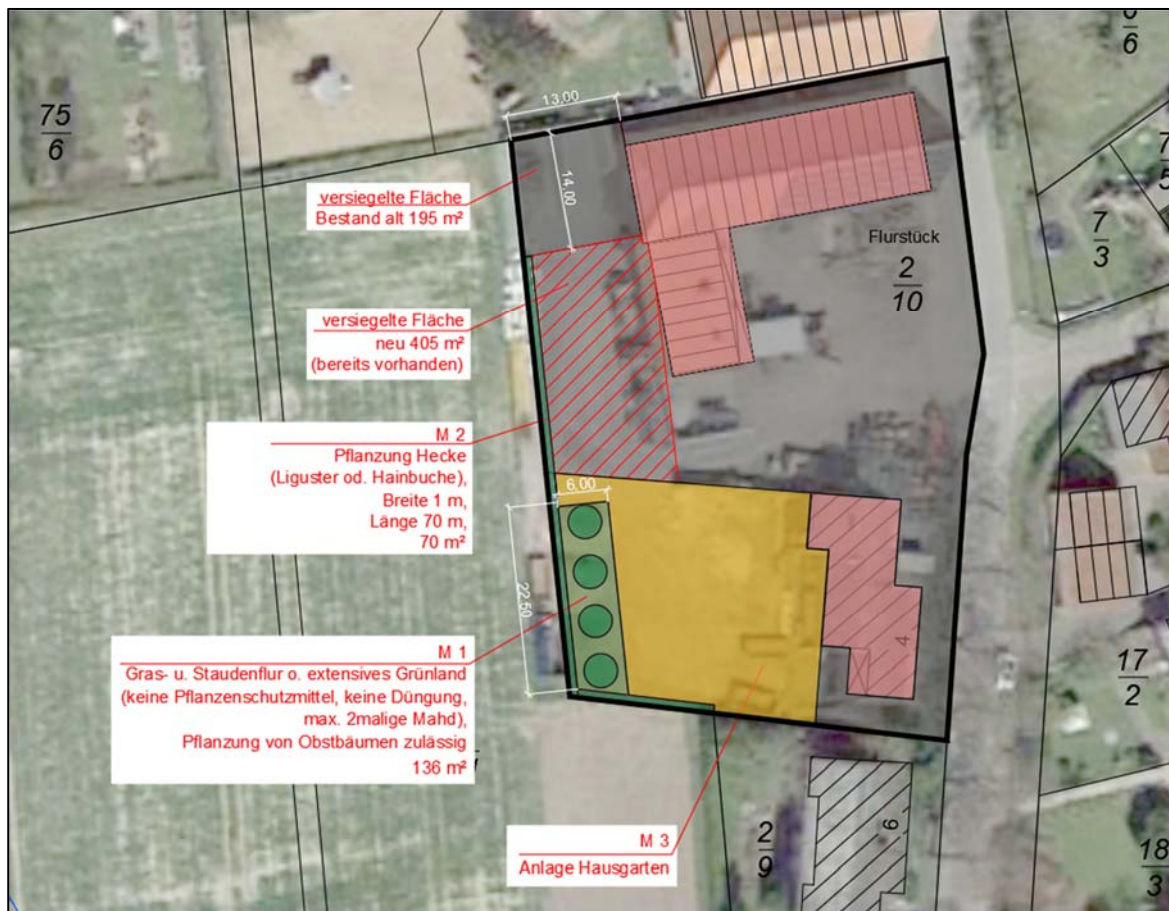 6
6
75
6
13,00
7
5
versiegelte Fläche
Bestand alt 195 m²
14,00
7
3
Flurstück
2
10
versiegelte Fläche
neu 405 m²
(bereits vorhanden)
M 2
Pflanzung Hecke
(Liguster od. Hainbuche),
Breite 1 m,
Länge 70 m,
70 m²
6,00
22,50
4
17
2
M 1
Gras- u. Staudenflur o. extensives Grünland
(keine Pflanzenschutzmittel, keine Düngung,
max. 2malige Mahd),
Pflanzung von Obstbäumen zulässig
136 m²
M 3
Anlage Hausgarten
2
9
6
18
3